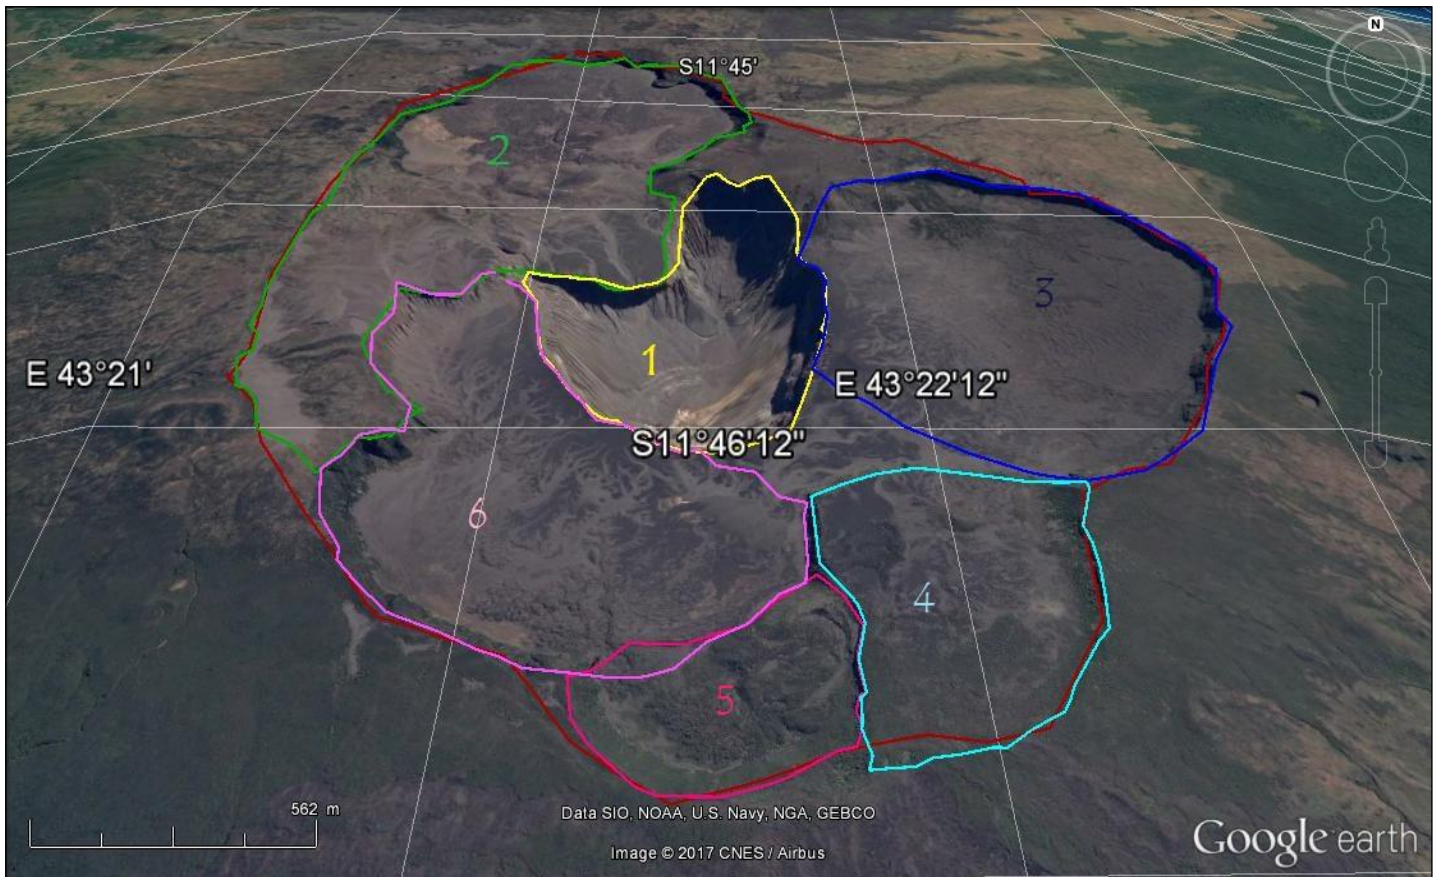 N
S11°45'
2
3
1
E 43°21'
E 43°22'12"
S11°46'12"
6
4
5
562 m
Data SIO, NOAA, U.S. Navy, NGA, GEBCO
Image © 2017 CNES / Airbus
Google earth